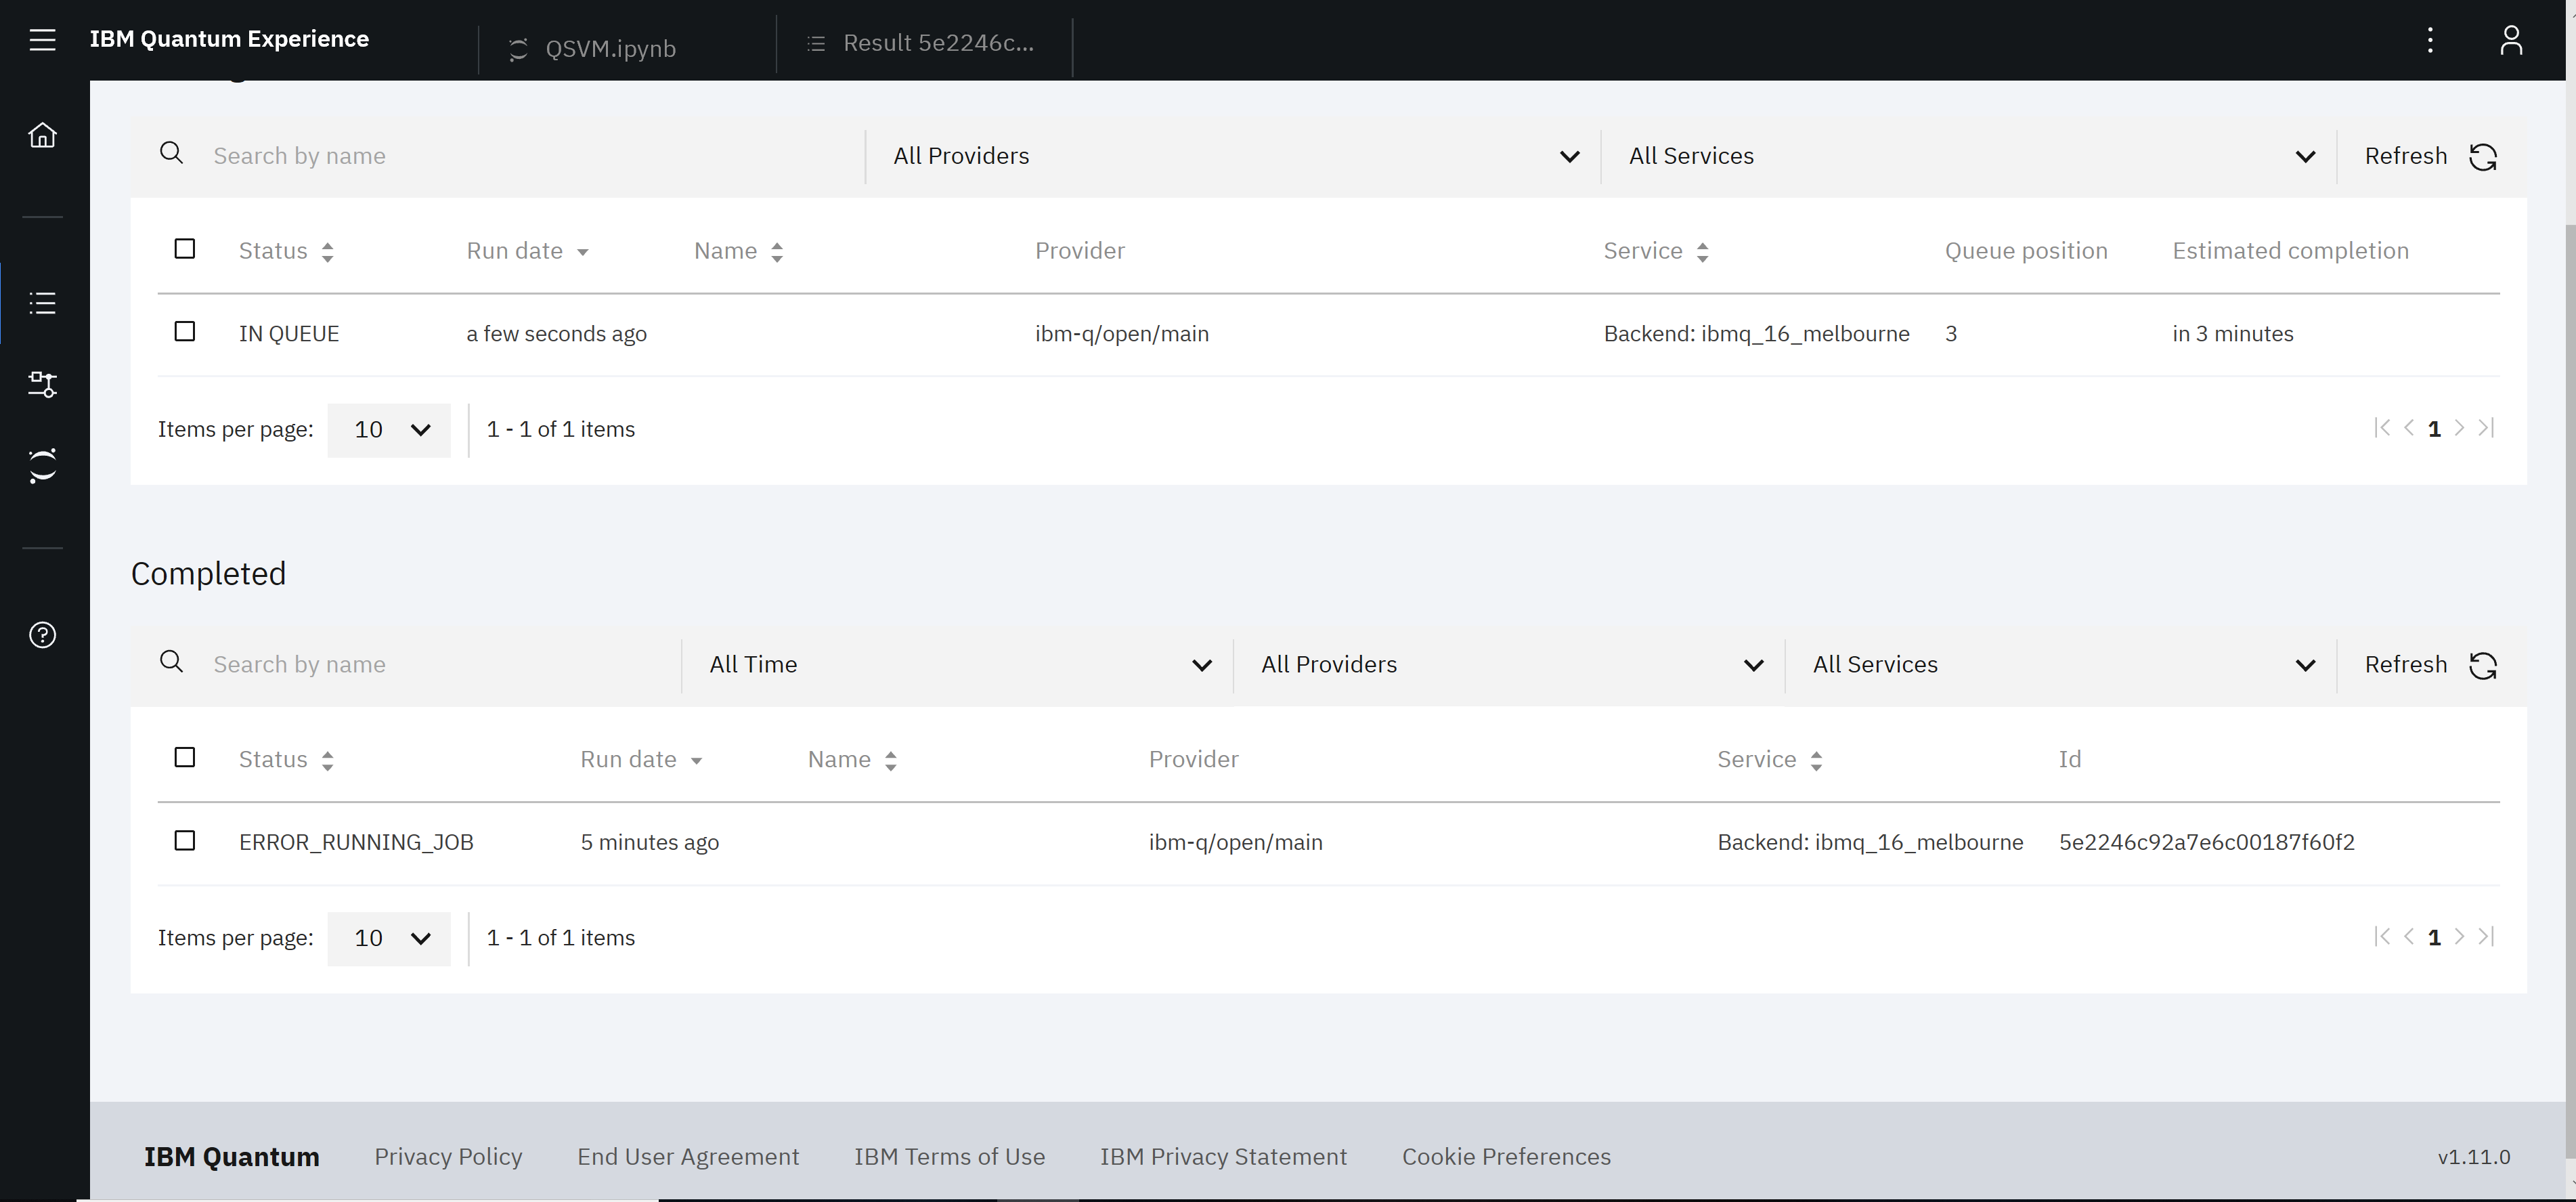 IBM Quantum Experience
QSVM.ipynb
Result 5e2246c...
Search by name
All Providers
All Services
Refresh
Status Run date Name Provider Service Queue position Estimated completion
IN QUEUE a few seconds ago ibm-q/open/main Backend: ibmq_16_melbourne 3 in 3 minutes
Items per page: 10 1 - 1 of 1 items 1
Completed
Search by name
All Time
All Providers
All Services
Refresh
Status Run date Name Provider Service Id
ERROR_RUNNING_JOB 5 minutes ago ibm-q/open/main Backend: ibmq_16_melbourne 5e2246c92a7e6c00187f60f2
Items per page: 10 1 - 1 of 1 items 1
IBM Quantum Privacy Policy End User Agreement IBM Terms of Use IBM Privacy Statement Cookie Preferences v1.11.0